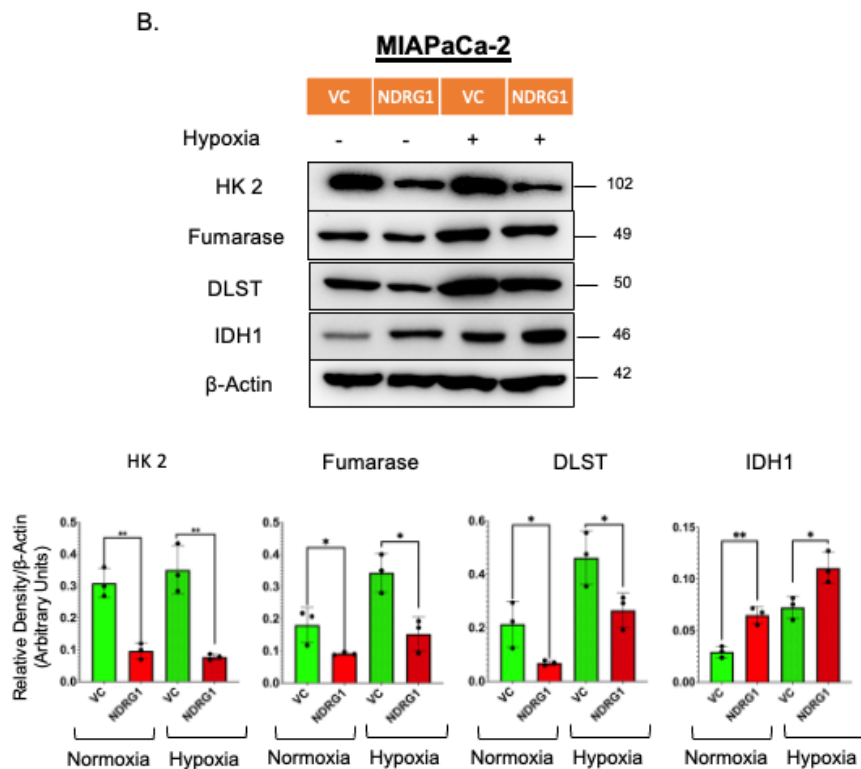 B.
MIAPaCa-2
VC NDRG1 VC NDRG1
Hypoxia - - + +
HK 2 102
Fumarase 49
DLST 50
IDH1 46
β-Actin 42
HK 2 Fumarase DLST IDH1
Relative Density/β-Actin
(Arbitrary Units)
0.5 0.4 0.3 0.2 0.1 0.0
** **
VC NDRG1 VC NDRG1
Normoxia Hypoxia
0.5 0.4 0.3 0.2 0.1 0.0
* *
VC NDRG1 VC NDRG1
Normoxia Hypoxia
0.6 0.4 0.2 0.0
* *
VC NDRG1 VC NDRG1
Normoxia Hypoxia
0.15 0.10 0.05 0.00
** *
VC NDRG1 VC NDRG1
Normoxia Hypoxia